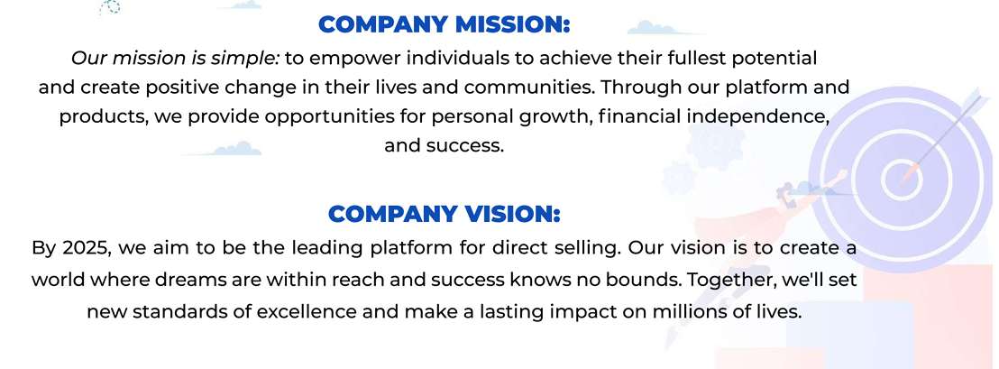 COMPANY MISSION:
Our mission is simple: to empower individuals to achieve their fullest potential
and create positive change in their lives and communities. Through our platform and
products, we provide opportunities for personal growth, financial independence,
and success.
COMPANY VISION:
By 2025, we aim to be the leading platform for direct selling. Our vision is to create a
world where dreams are within reach and success knows no bounds. Together, we'll set
new standards of excellence and make a lasting impact on millions of lives.